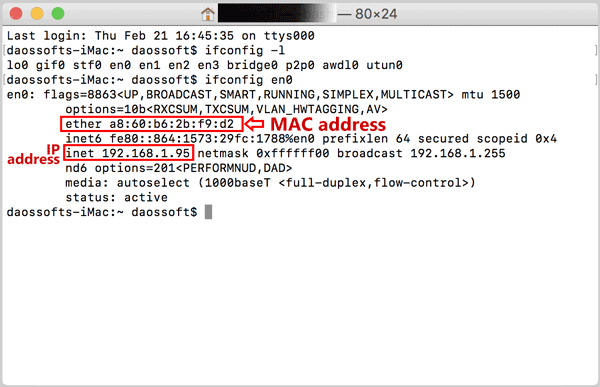 — 80×24
Last login: Thu Feb 21 16:45:35 on ttys000
[daossofts-iMac:~ daossoft$ ifconfig -l ]
lo0 gif0 stf0 en0 en1 en2 en3 bridge0 p2p0 awdl0 utun0
[daossofts-iMac:~ daossoft$ ifconfig en0 ]
en0: flags=8863<UP,BROADCAST,SMART,RUNNING,SIMPLEX,MULTICAST> mtu 1500
options=10b<RXCSUM,TXCSUM,VLAN_HWTAGGING,AV>
ether a8:60:b6:2b:f9:d2 MAC address
inet6 fe80::864:1573:29fc:1788%en0 prefixlen 64 secured scopeid 0x4
IP address
inet 192.168.1.95 netmask 0xffffff00 broadcast 192.168.1.255
nd6 options=201<PERFORMNUD,DAD>
media: autoselect (1000baseT <full-duplex,flow-control>)
status: active
daossofts-iMac:~ daossoft$